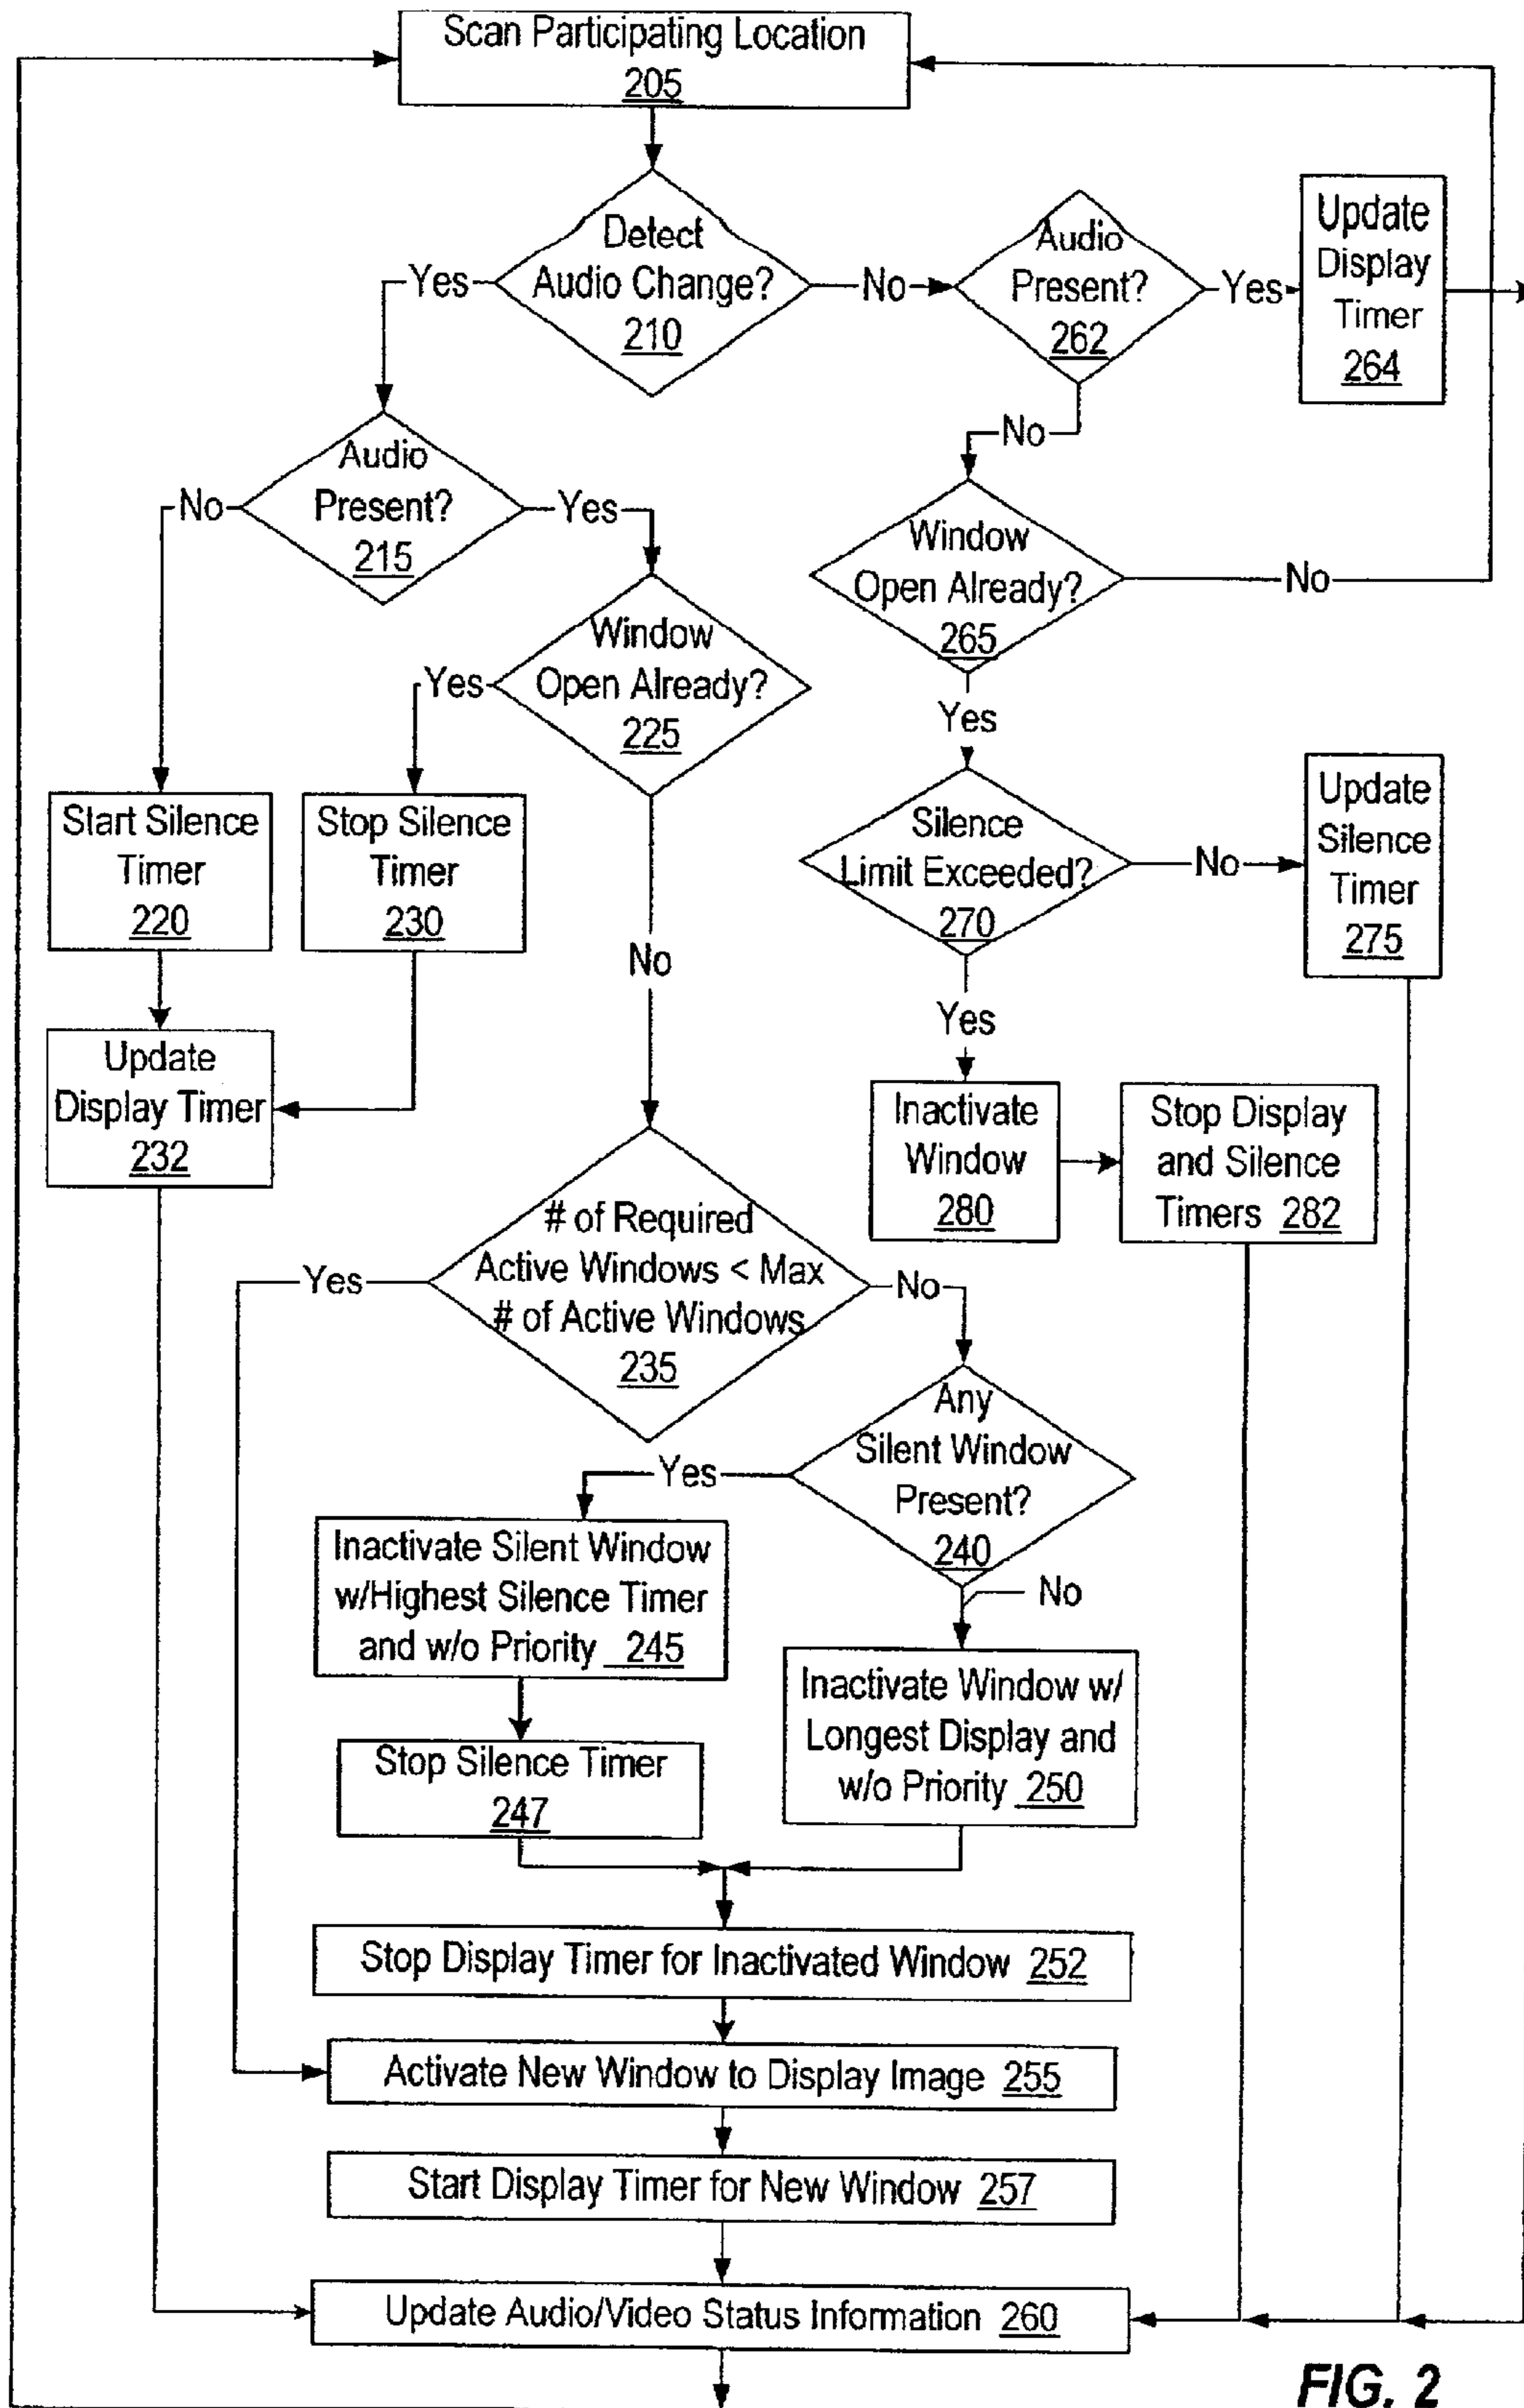 Scan Participating Location
205
Detect
Audio Change?
210
Yes
No
Audio
Present?
262
Yes
Update
Display
Timer
264
No
Audio
Present?
215
No
Yes
Window
Open Already?
265
No
Window
Open Already?
225
Yes
Yes
Start Silence
Timer
220
Stop Silence
Timer
230
Silence
Limit Exceeded?
270
No
Update
Silence
Timer
275
No
Yes
Update
Display Timer
232
Inactivate
Window
280
Stop Display
and Silence
Timers 282
# of Required
Active Windows < Max
# of Active Windows
235
Yes
No
Any
Silent Window
Present?
240
Yes
No
Inactivate Silent Window
w/Highest Silence Timer
and w/o Priority 245
Inactivate Window w/
Longest Display and
w/o Priority 250
Stop Silence Timer
247
Stop Display Timer for Inactivated Window 252
Activate New Window to Display Image 255
Start Display Timer for New Window 257
Update Audio/Video Status Information 260
FIG. 2